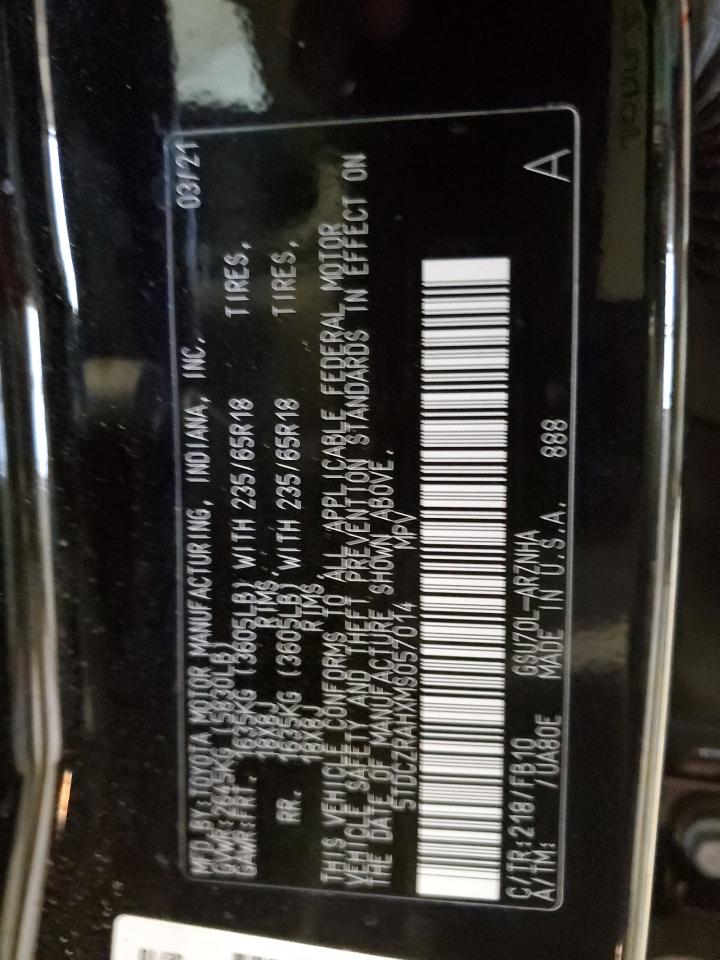 MFD.BY:TOYOTA MOTOR MANUFACTURING, INDIANA, INC. 03/21
GVWR:2645KG (5830LB)
GAWR:FRT. 1635KG (3605LB) WITH 235/65R18 TIRES,
18X8J RIMS,
RR. 1635KG (3605LB) WITH 235/65R18 TIRES,
18X8J RIMS,
THIS VEHICLE CONFORMS TO ALL APPLICABLE FEDERAL MOTOR
VEHICLE SAFETY AND THEFT PREVENTION STANDARDS IN EFFECT ON
THE DATE OF MANUFACTURE SHOWN ABOVE.
5TDCZRAHXMS057014 MPV
C/TR:218/FB10 GSU70L-ARZNHA
A/TM: /UA80E MADE IN U.S.A. 888 A